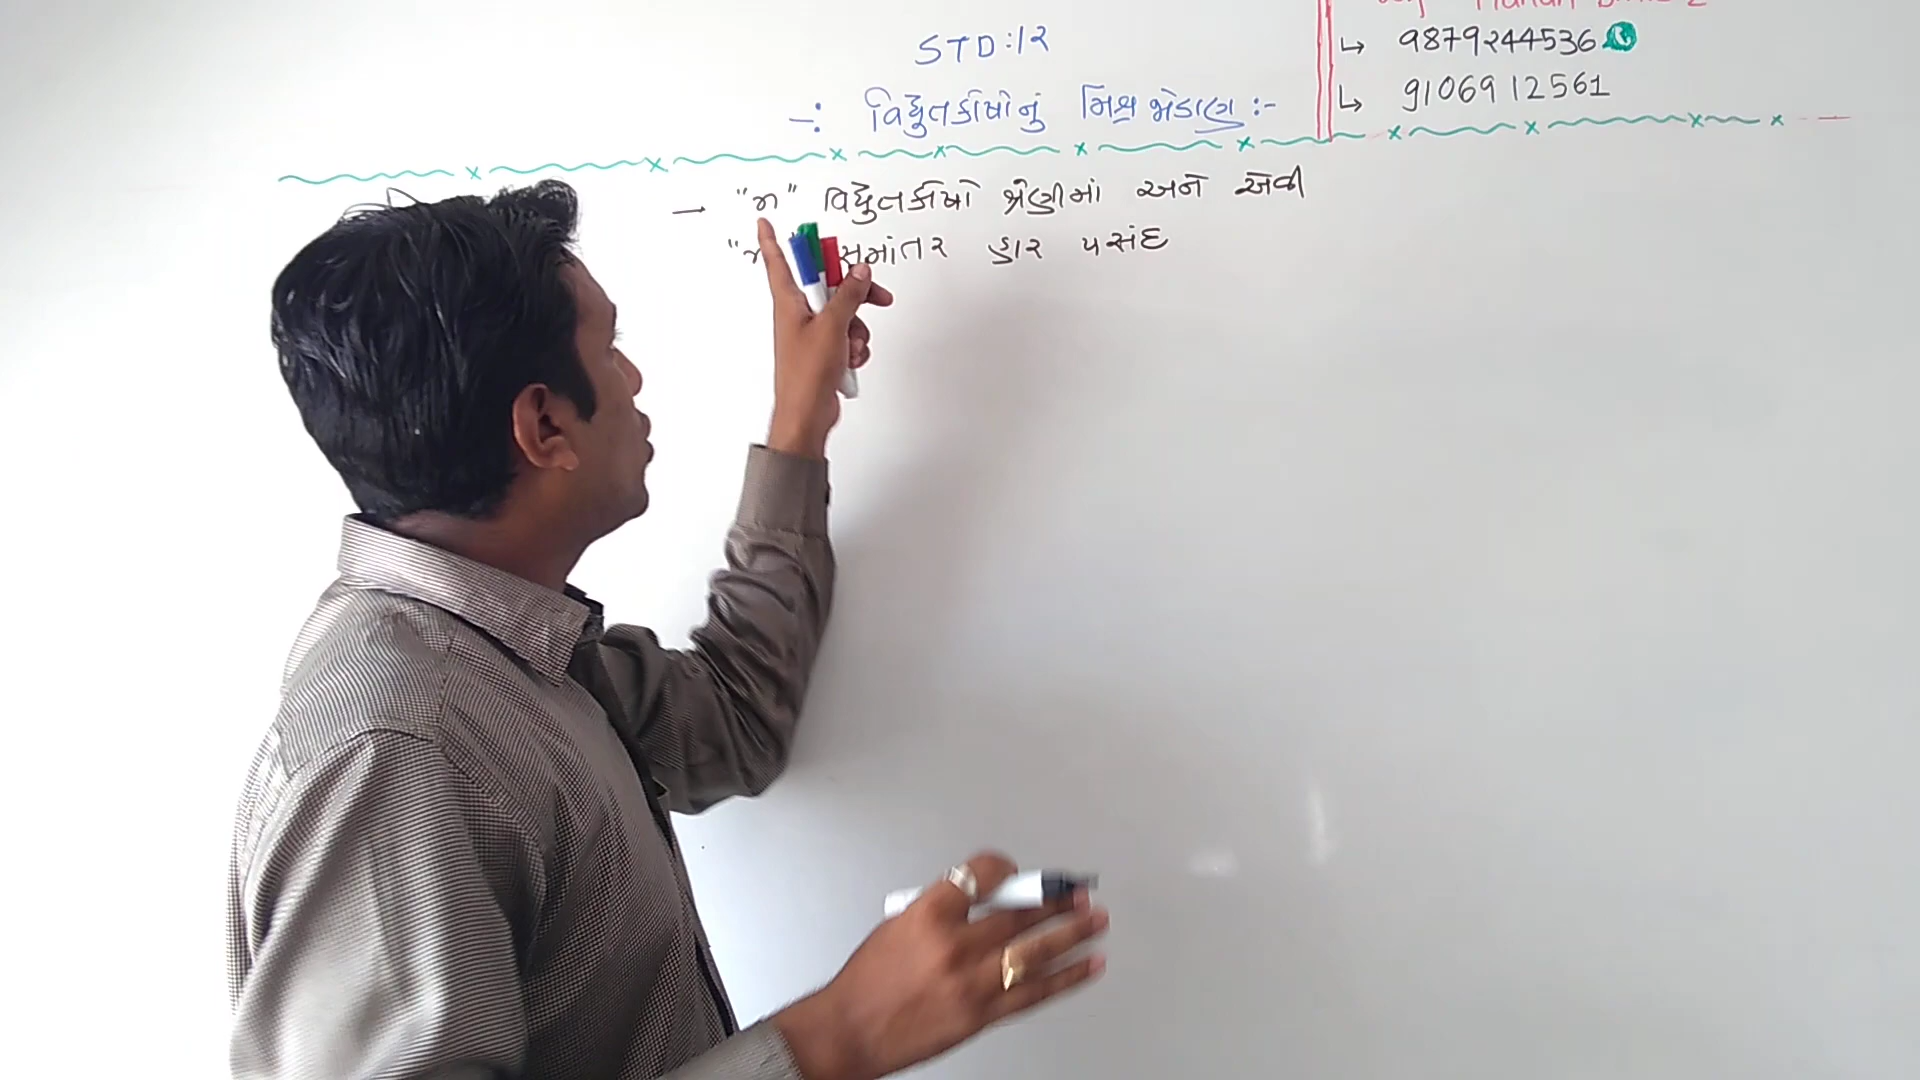 STD:12
-: વિદ્યુતકોષોનું મિશ્ર જોડાણ :-
↳ 9879244536
↳ 9106912561
→ "n" વિદ્યુતકોષો શ્રેણીમાં અને એવી
સમાંતર હાર પસંદ